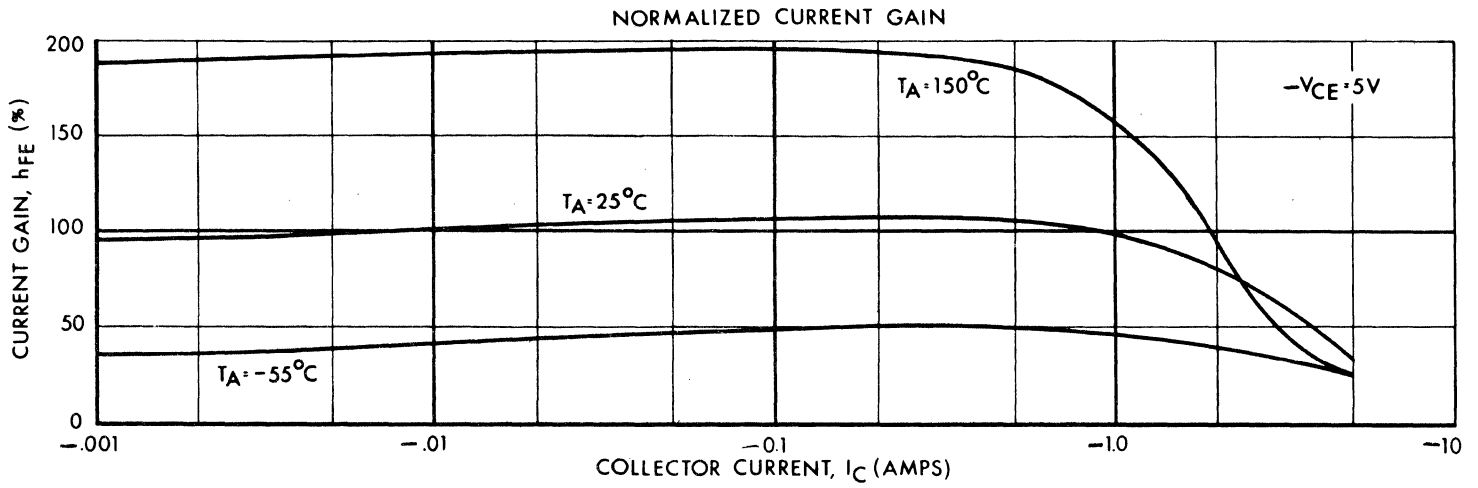 NORMALIZED CURRENT GAIN
200
150
100
50
0
CURRENT GAIN, hFE (%)
TA=150°C
-VCE=5V
TA=25°C
TA=-55°C
-.001
-.01
-0.1
-1.0
-10
COLLECTOR CURRENT, IC (AMPS)